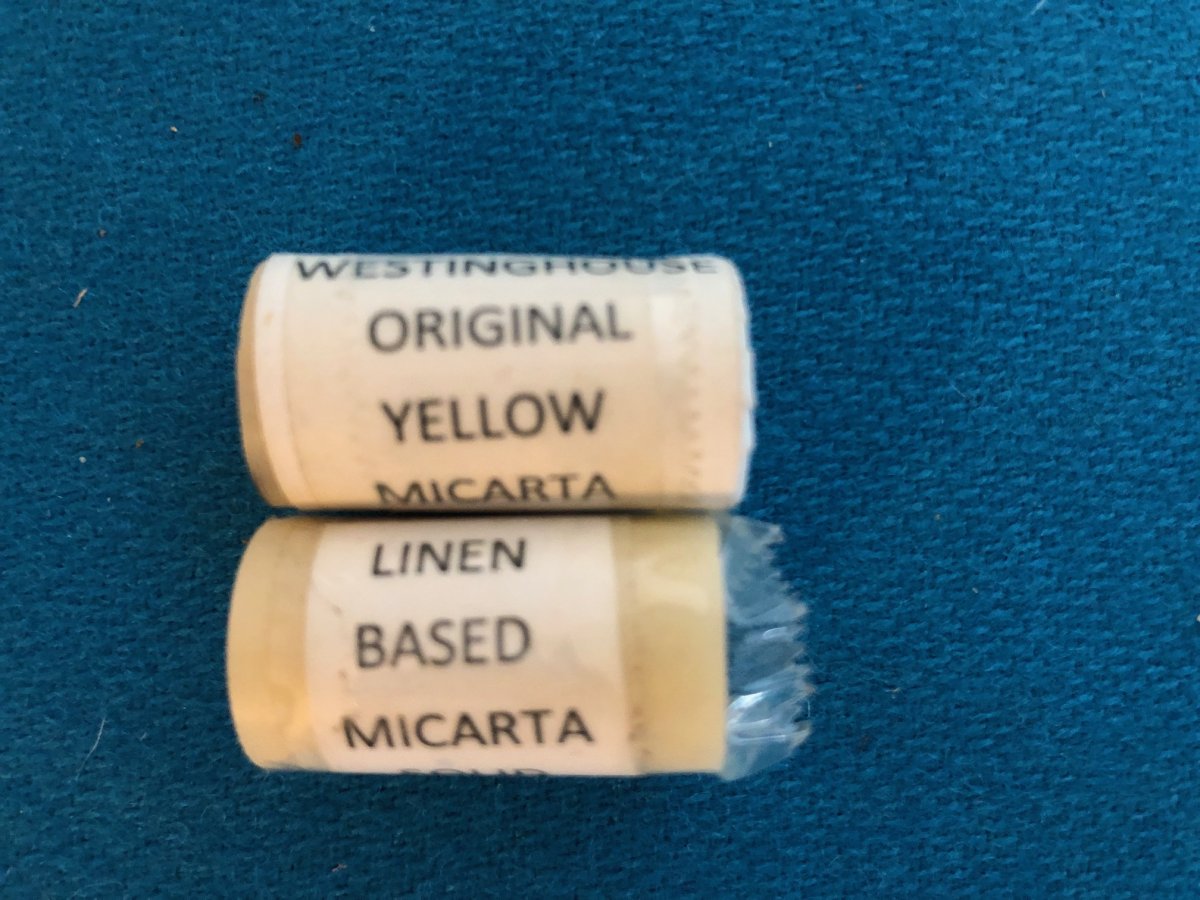 WESTINGHOUSE
ORIGINAL
YELLOW
MICARTA
LINEN
BASED
MICARTA